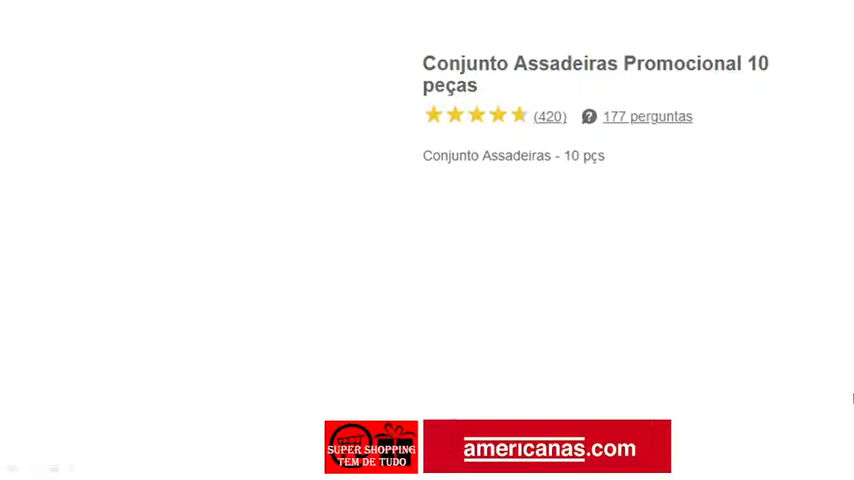 Conjunto Assadeiras Promocional 10
peças
(420) 177 perguntas
Conjunto Assadeiras - 10 pçs
SUPER SHOPPING
TEM DE TUDO
americanas.com